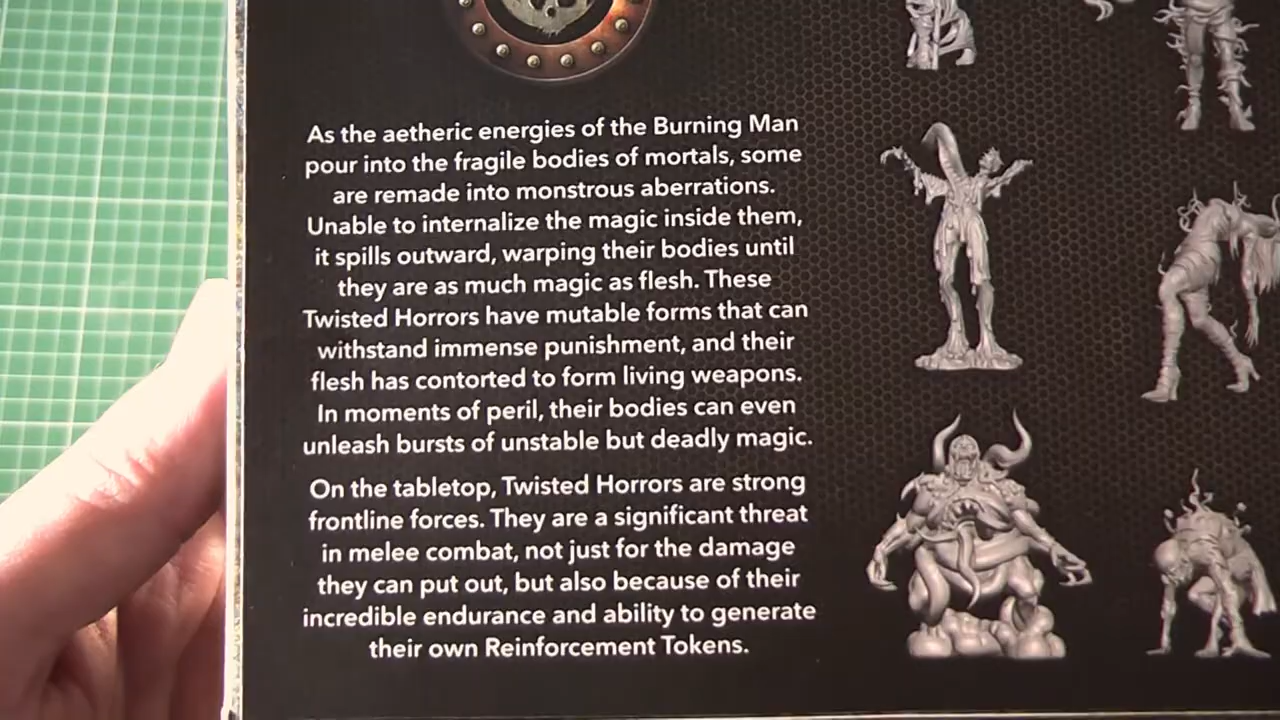 As the aetheric energies of the Burning Man
pour into the fragile bodies of mortals, some
are remade into monstrous aberrations.
Unable to internalize the magic inside them,
it spills outward, warping their bodies until
they are as much magic as flesh. These
Twisted Horrors have mutable forms that can
withstand immense punishment, and their
flesh has contorted to form living weapons.
In moments of peril, their bodies can even
unleash bursts of unstable but deadly magic.
On the tabletop, Twisted Horrors are strong
frontline forces. They are a significant threat
in melee combat, not just for the damage
they can put out, but also because of their
incredible endurance and ability to generate
their own Reinforcement Tokens.